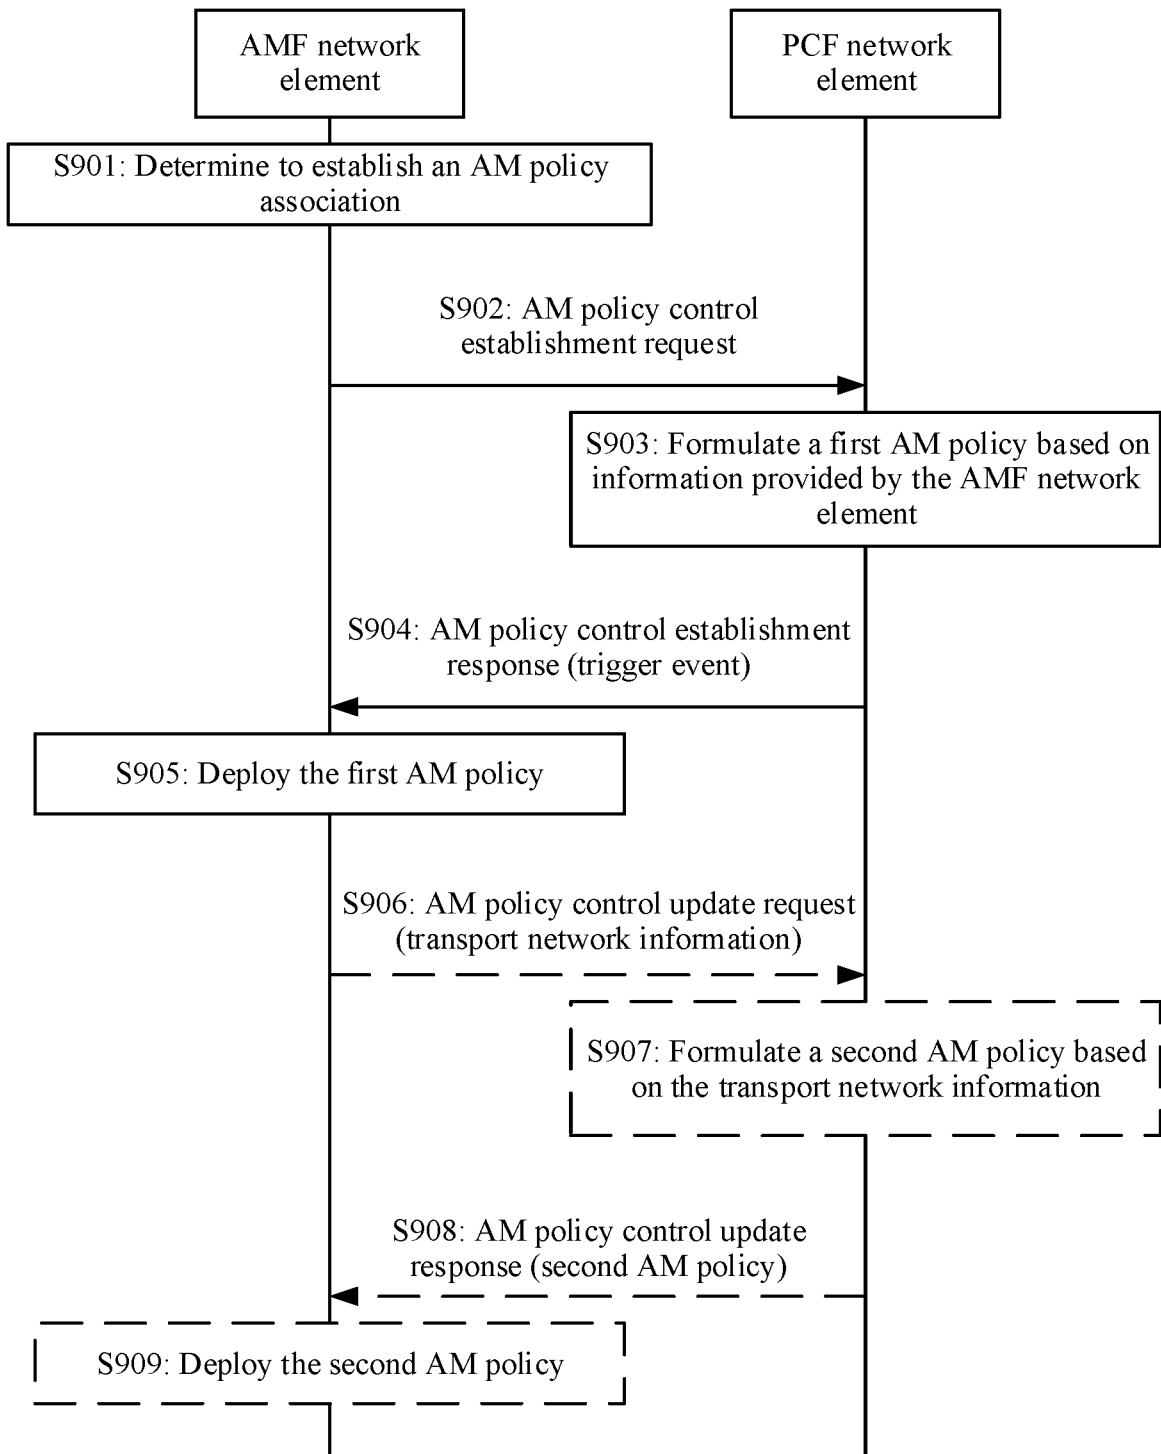 AMF network
element
PCF network
element
S901: Determine to establish an AM policy
association
S902: AM policy control
establishment request
S903: Formulate a first AM policy based on
information provided by the AMF network
element
S904: AM policy control establishment
response (trigger event)
S905: Deploy the first AM policy
S906: AM policy control update request
(transport network information)
S907: Formulate a second AM policy based
on the transport network information
S908: AM policy control update
response (second AM policy)
S909: Deploy the second AM policy